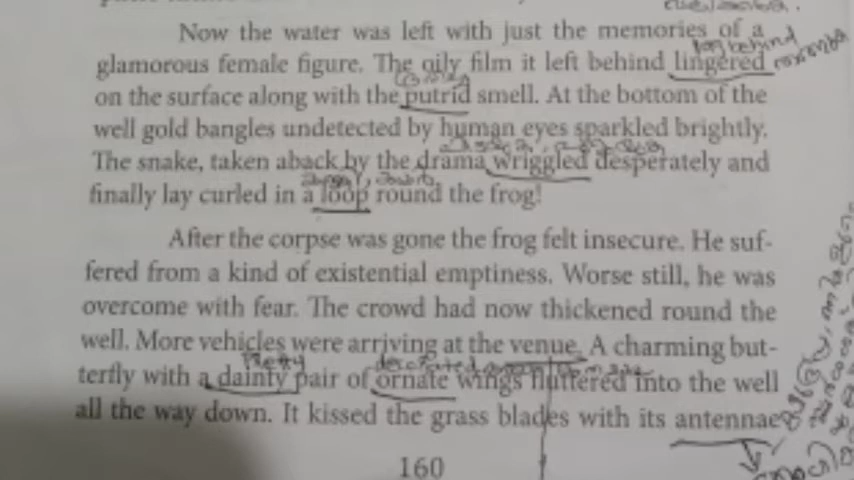 Now the water was left with just the memories of a
lag behind
glamorous female figure. The oily film it left behind lingered
on the surface along with the putrid smell. At the bottom of the
well gold bangles undetected by human eyes sparkled brightly.
The snake, taken aback by the drama wriggled desperately and
finally lay curled in a loop round the frog!
After the corpse was gone the frog felt insecure. He suf-
fered from a kind of existential emptiness. Worse still, he was
overcome with fear. The crowd had now thickened round the
well. More vehicles were arriving at the venue. A charming but-
Pretty decorated
terfly with a dainty pair of ornate wings fluttered into the well
all the way down. It kissed the grass blades with its antennae
160